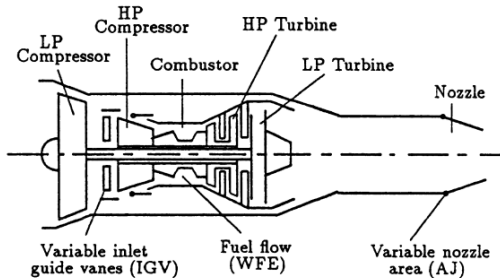 HP
Compressor
LP
Compressor
Combustor
HP Turbine
LP Turbine
Nozzle
Variable inlet
guide vanes (IGV)
Fuel flow
(WFE)
Variable nozzle
area (AJ)